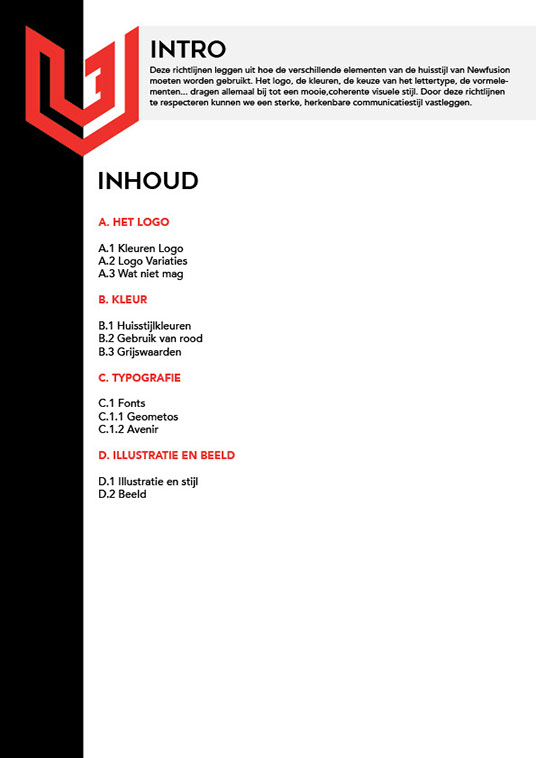 INTRO
Deze richtlijnen leggen uit hoe de verschillende elementen van de huisstijl van Newfusion
moeten worden gebruikt. Het logo, de kleuren, de keuze van het lettertype, de vormele-
menten... dragen allemaal bij tot een mooie,coherente visuele stijl. Door deze richtlijnen
te respecteren kunnen we een sterke, herkenbare communicatiestijl vastleggen.
INHOUD
A. HET LOGO
A.1 Kleuren Logo
A.2 Logo Variaties
A.3 Wat niet mag
B. KLEUR
B.1 Huisstijlkleuren
B.2 Gebruik van rood
B.3 Grijswaarden
C. TYPOGRAFIE
C.1 Fonts
C.1.1 Geometos
C.1.2 Avenir
D. ILLUSTRATIE EN BEELD
D.1 Illustratie en stijl
D.2 Beeld